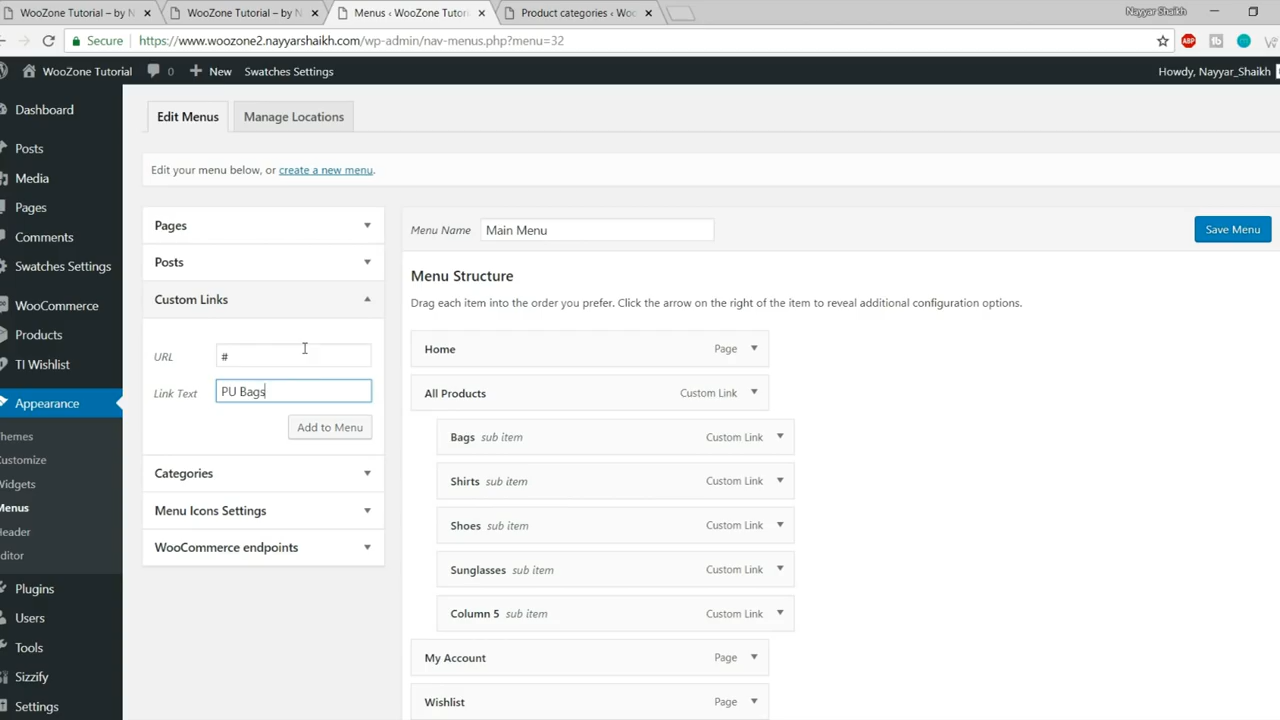 WooZone Tutorial – by N
WooZone Tutorial – by N
Menus ‹ WooZone Tutori
Product categories ‹ Woo
Nayyar Shaikh
Secure
https://www.woozone2.nayyarshaikh.com/wp-admin/nav-menus.php?menu=32
ABP
WooZone Tutorial
0
New
Swatches Settings
Howdy, Nayyar_Shaikh
Dashboard
Posts
Media
Pages
Comments
Swatches Settings
WooCommerce
Products
TI Wishlist
Appearance
hemes
ustomize
Widgets
Menus
Header
ditor
Plugins
Users
Tools
Sizzify
Settings
Edit Menus
Manage Locations
Edit your menu below, or create a new menu.
Pages
Posts
Custom Links
URL
#
Link Text
PU Bags
Add to Menu
Categories
Menu Icons Settings
WooCommerce endpoints
Menu Name
Main Menu
Save Menu
Menu Structure
Drag each item into the order you prefer. Click the arrow on the right of the item to reveal additional configuration options.
Home Page
All Products Custom Link
Bags sub item Custom Link
Shirts sub item Custom Link
Shoes sub item Custom Link
Sunglasses sub item Custom Link
Column 5 sub item Custom Link
My Account Page
Wishlist Page